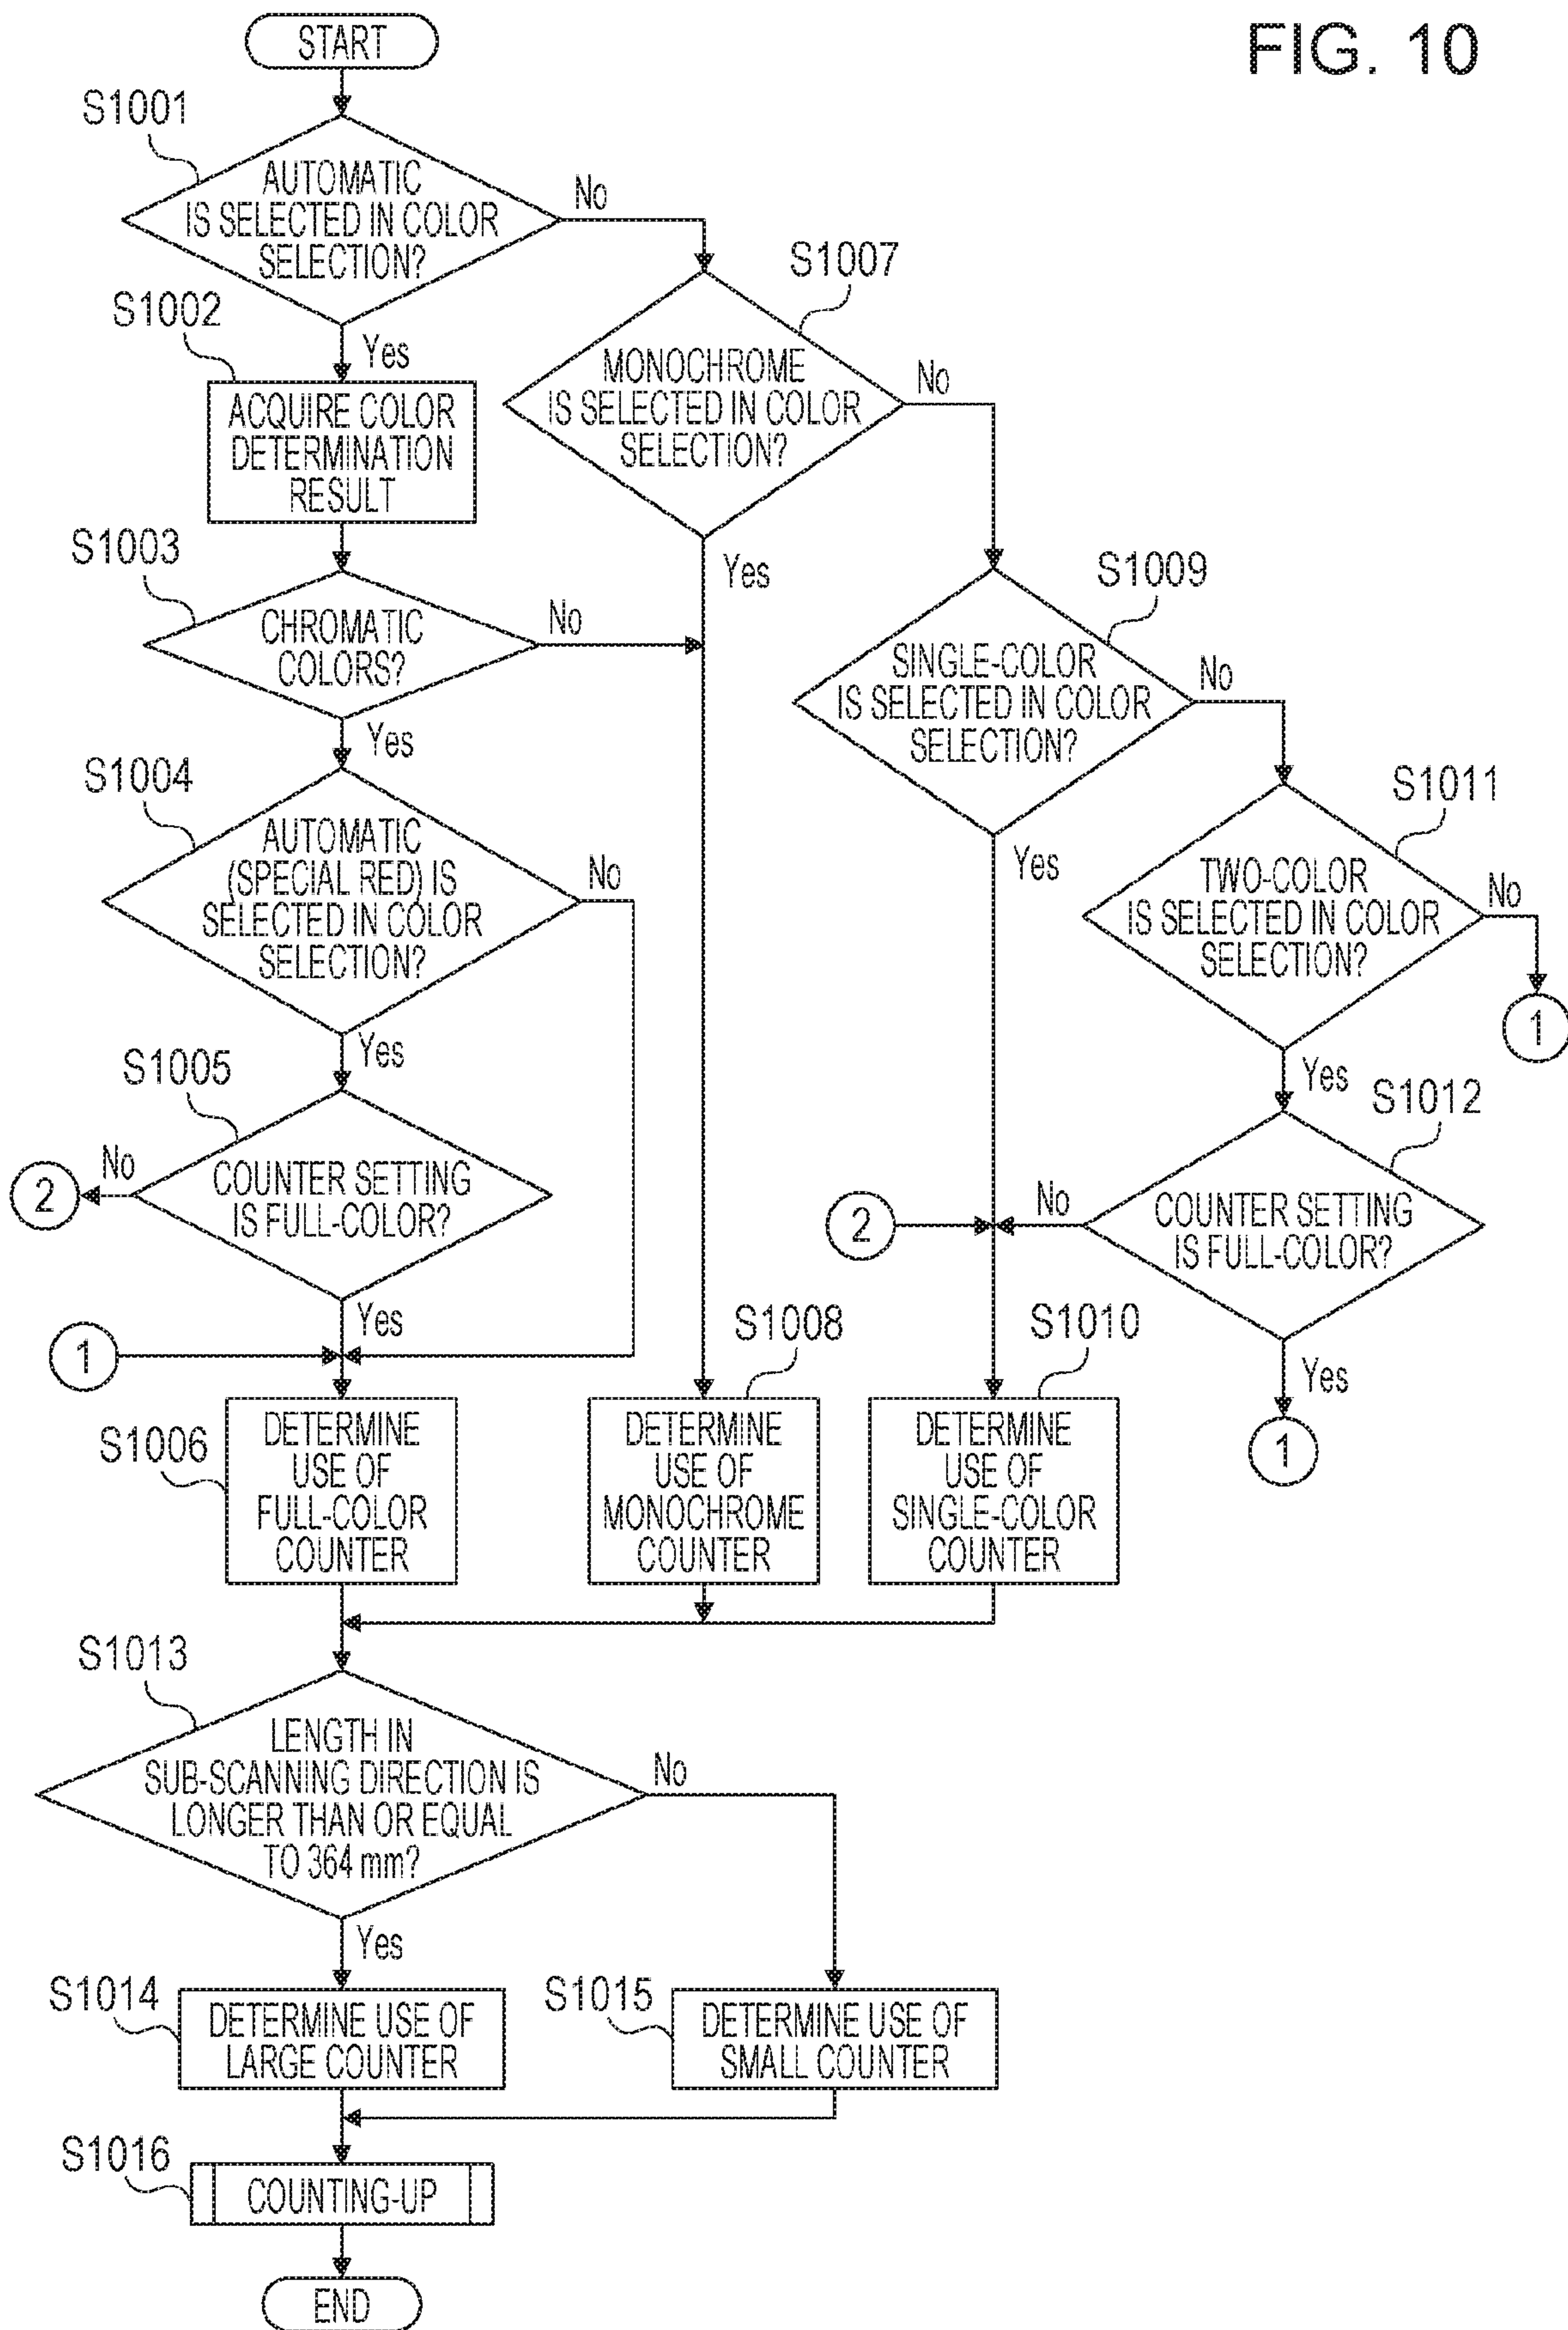 FIG. 10
START
S1001
AUTOMATIC
IS SELECTED IN COLOR
SELECTION?
No
Yes
S1002
ACQUIRE COLOR
DETERMINATION
RESULT
S1007
MONOCHROME
IS SELECTED IN COLOR
SELECTION?
No
Yes
S1003
CHROMATIC
COLORS?
No
Yes
S1009
SINGLE-COLOR
IS SELECTED IN COLOR
SELECTION?
No
Yes
S1004
AUTOMATIC
(SPECIAL RED) IS
SELECTED IN COLOR
SELECTION?
No
Yes
S1011
TWO-COLOR
IS SELECTED IN COLOR
SELECTION?
No
1
Yes
S1005
COUNTER SETTING
IS FULL-COLOR?
No
2
Yes
S1012
COUNTER SETTING
IS FULL-COLOR?
No
2
Yes
1
1
S1006
DETERMINE
USE OF
FULL-COLOR
COUNTER
S1008
DETERMINE
USE OF
MONOCHROME
COUNTER
S1010
DETERMINE
USE OF
SINGLE-COLOR
COUNTER
S1013
LENGTH IN
SUB-SCANNING DIRECTION IS
LONGER THAN OR EQUAL
TO 364 mm?
No
Yes
S1014
DETERMINE USE OF
LARGE COUNTER
S1015
DETERMINE USE OF
SMALL COUNTER
S1016
COUNTING-UP
END